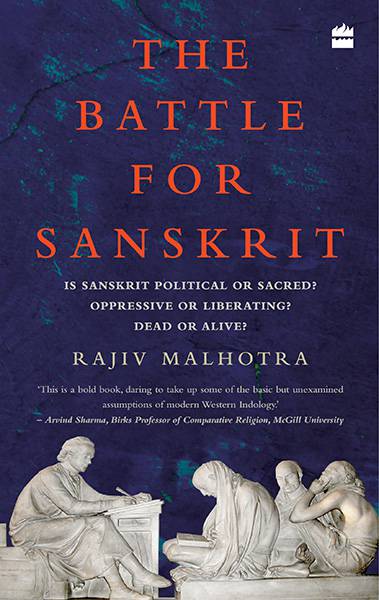 THE
BATTLE
FOR
SANSKRIT
IS SANSKRIT POLITICAL OR SACRED?
OPPRESSIVE OR LIBERATING?
DEAD OR ALIVE?
RAJIV MALHOTRA
'This is a bold book, daring to take up some of the basic but unexamined
assumptions of modern Western Indology.'
– Arvind Sharma, Birks Professor of Comparative Religion, McGill University